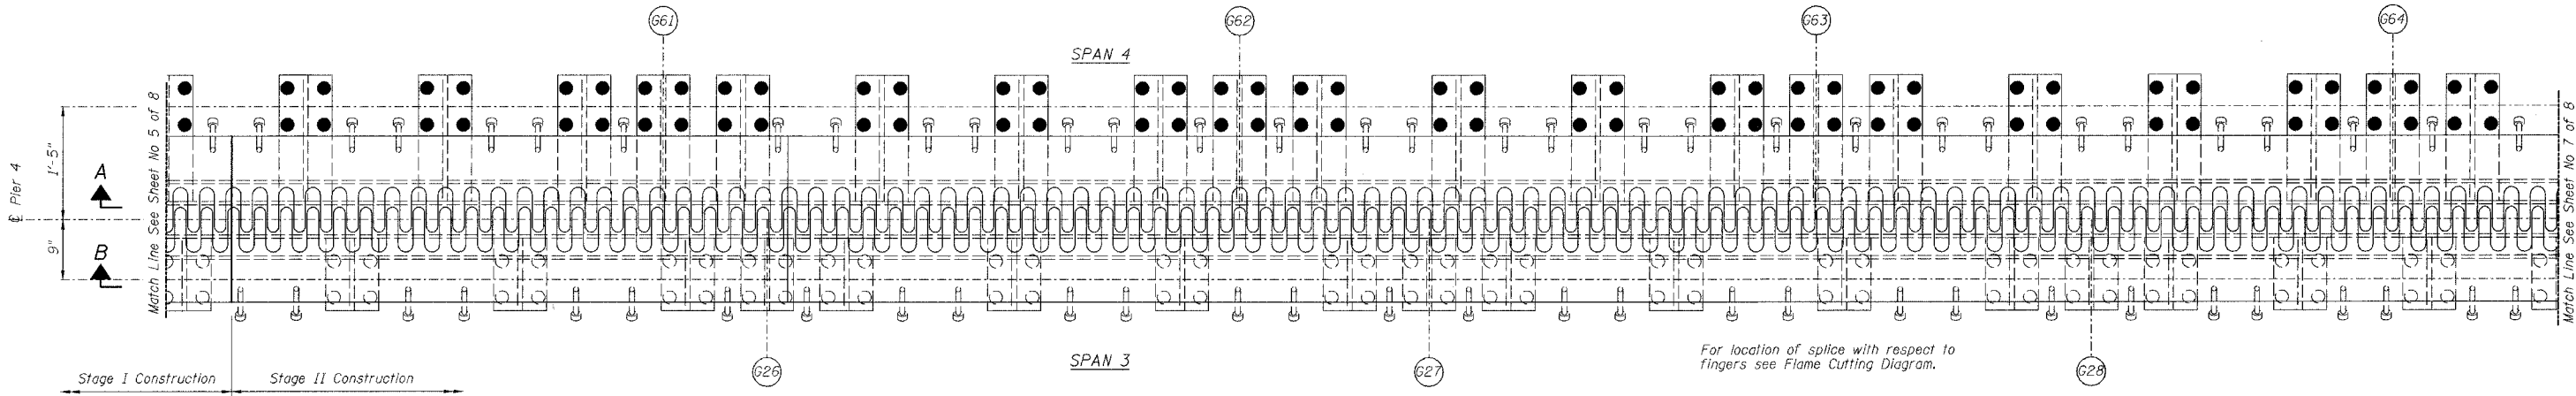 G61
G62
G63
G64
SPAN 4
Match Line See Sheet No 5 of 8
1'-5"
9"
℄ Pier 4
A
B
Match Line See Sheet No 7 of 8
SPAN 3
G26
G27
G28
For location of splice with respect to
fingers see Flame Cutting Diagram.
Stage I Construction
Stage II Construction